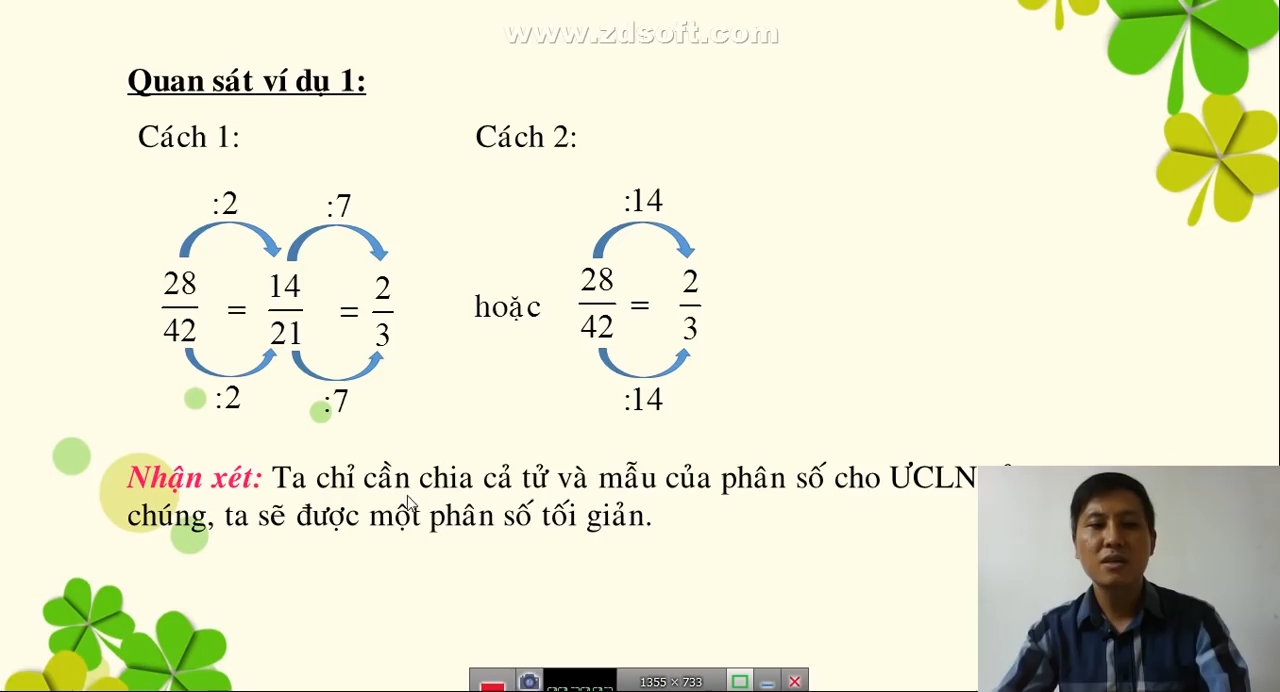 www.zdsoft.com
Quan sát ví dụ 1:
Cách 1:
:2 :7
28/42 = 14/21 = 2/3
:2 :7
Cách 2:
:14
hoặc 28/42 = 2/3
:14
Nhận xét: Ta chỉ cần chia cả tử và mẫu của phân số cho ƯCLN
chúng, ta sẽ được một phân số tối giản.
1355 × 733